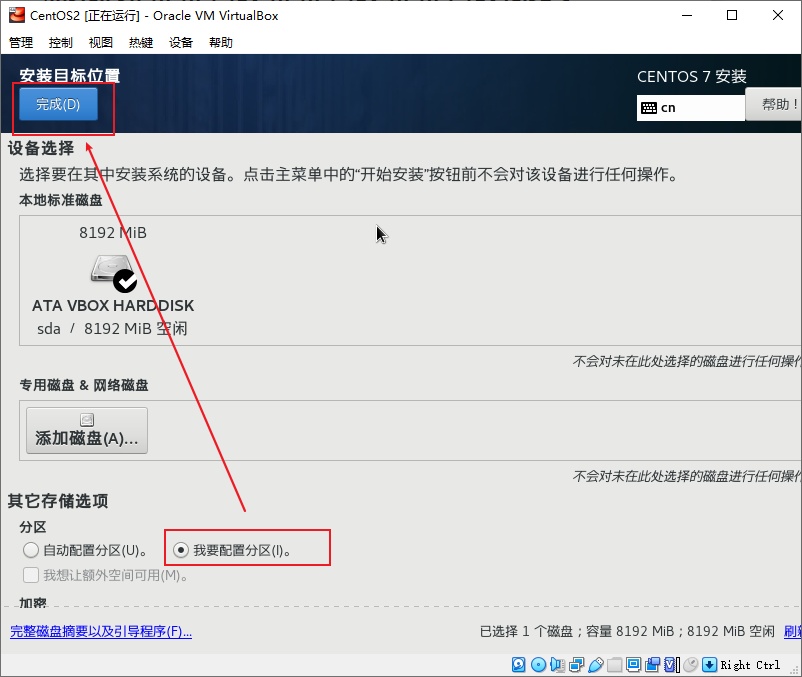 CentOS2 [正在运行] - Oracle VM VirtualBox
管理 控制 视图 热键 设备 帮助
安装目标位置
CENTOS 7 安装
完成(D)
cn
帮助！
设备选择
选择要在其中安装系统的设备。点击主菜单中的“开始安装”按钮前不会对该设备进行任何操作。
本地标准磁盘
8192 MiB
ATA VBOX HARDDISK
sda / 8192 MiB 空闲
不会对未在此处选择的磁盘进行任何操作
专用磁盘 & 网络磁盘
添加磁盘(A)...
不会对未在此处选择的磁盘进行任何操作
其它存储选项
分区
自动配置分区(U)。 我要配置分区(I)。
我想让额外空间可用(M)。
加密
完整磁盘摘要以及引导程序(F)...
已选择 1 个磁盘；容量 8192 MiB；8192 MiB 空闲 刷新
Right Ctrl